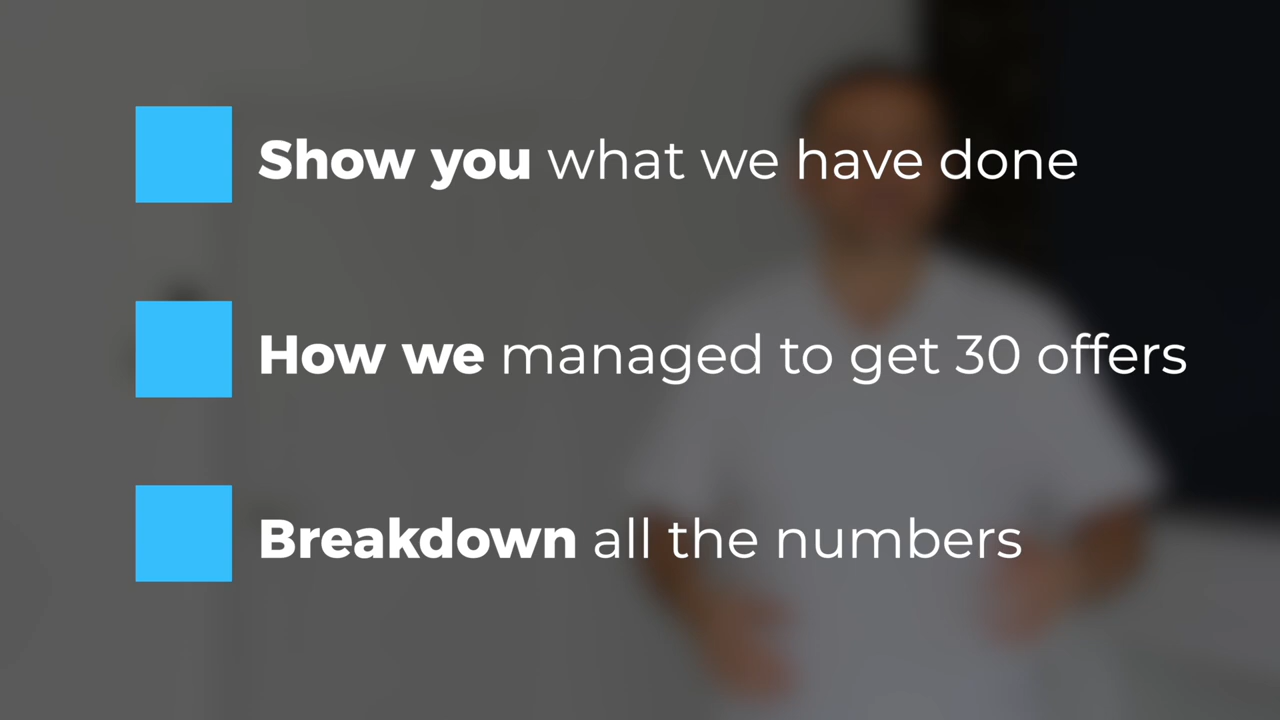 Show you what we have done
How we managed to get 30 offers
Breakdown all the numbers